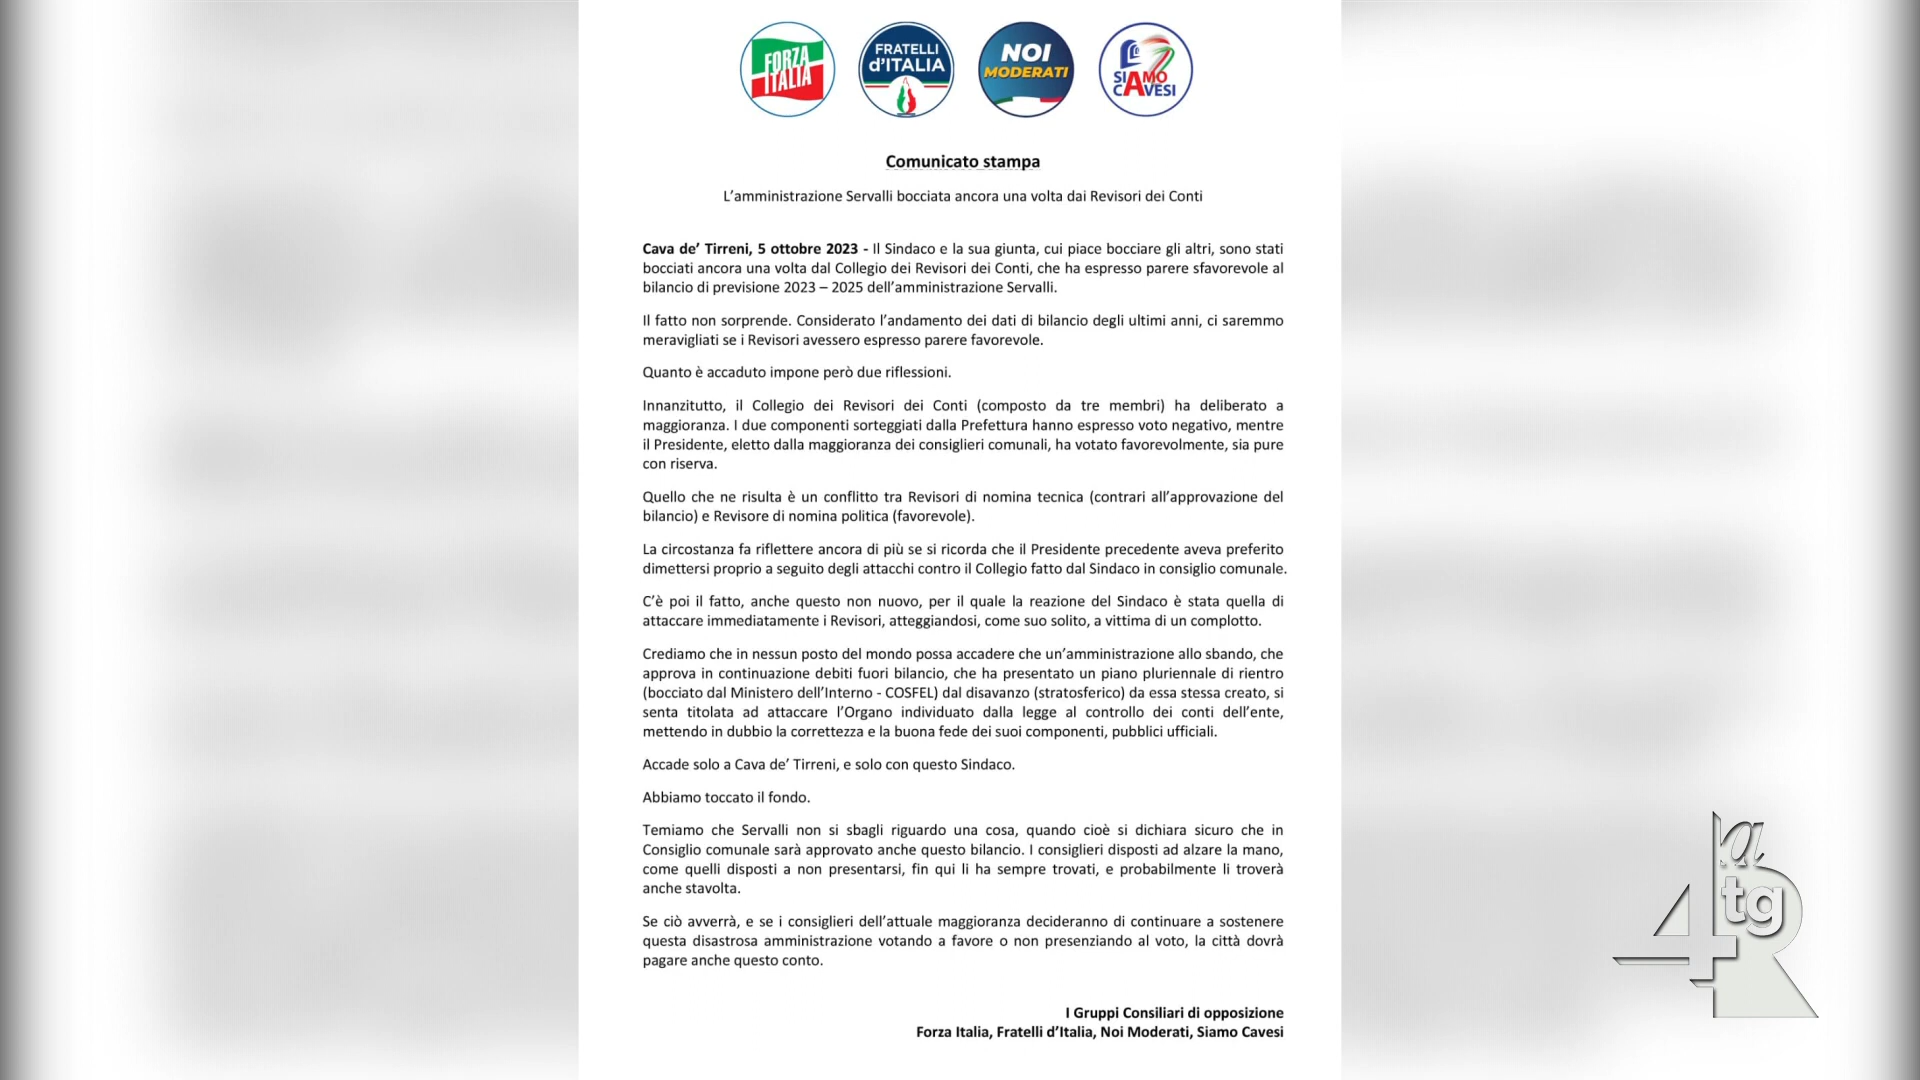 FORZA
ITALIA
FRATELLI
d'ITALIA
NOI
MODERATI
SIAMO
CAVESI
Comunicato stampa
L'amministrazione Servalli bocciata ancora una volta dai Revisori dei Conti
Cava de' Tirreni, 5 ottobre 2023 - Il Sindaco e la sua giunta, cui piace bocciare gli altri, sono stati
bocciati ancora una volta dal Collegio dei Revisori dei Conti, che ha espresso parere sfavorevole al
bilancio di previsione 2023 – 2025 dell'amministrazione Servalli.
Il fatto non sorprende. Considerato l'andamento dei dati di bilancio degli ultimi anni, ci saremmo
meravigliati se i Revisori avessero espresso parere favorevole.
Quanto è accaduto impone però due riflessioni.
Innanzitutto, il Collegio dei Revisori dei Conti (composto da tre membri) ha deliberato a
maggioranza. I due componenti sorteggiati dalla Prefettura hanno espresso voto negativo, mentre
il Presidente, eletto dalla maggioranza dei consiglieri comunali, ha votato favorevolmente, sia pure
con riserva.
Quello che ne risulta è un conflitto tra Revisori di nomina tecnica (contrari all'approvazione del
bilancio) e Revisore di nomina politica (favorevole).
La circostanza fa riflettere ancora di più se si ricorda che il Presidente precedente aveva preferito
dimettersi proprio a seguito degli attacchi contro il Collegio fatto dal Sindaco in consiglio comunale.
C'è poi il fatto, anche questo non nuovo, per il quale la reazione del Sindaco è stata quella di
attaccare immediatamente i Revisori, atteggiandosi, come suo solito, a vittima di un complotto.
Crediamo che in nessun posto del mondo possa accadere che un'amministrazione allo sbando, che
approva in continuazione debiti fuori bilancio, che ha presentato un piano pluriennale di rientro
(bocciato dal Ministero dell'Interno - COSFEL) dal disavanzo (stratosferico) da essa stessa creato, si
senta titolata ad attaccare l'Organo individuato dalla legge al controllo dei conti dell'ente,
mettendo in dubbio la correttezza e la buona fede dei suoi componenti, pubblici ufficiali.
Accade solo a Cava de' Tirreni, e solo con questo Sindaco.
Abbiamo toccato il fondo.
Temiamo che Servalli non si sbagli riguardo una cosa, quando cioè si dichiara sicuro che in
Consiglio comunale sarà approvato anche questo bilancio. I consiglieri disposti ad alzare la mano,
come quelli disposti a non presentarsi, fin qui li ha sempre trovati, e probabilmente li troverà
anche stavolta.
Se ciò avverrà, e se i consiglieri dell'attuale maggioranza decideranno di continuare a sostenere
questa disastrosa amministrazione votando a favore o non presenziando al voto, la città dovrà
pagare anche questo conto.
I Gruppi Consiliari di opposizione
Forza Italia, Fratelli d'Italia, Noi Moderati, Siamo Cavesi
la
4 tg
R